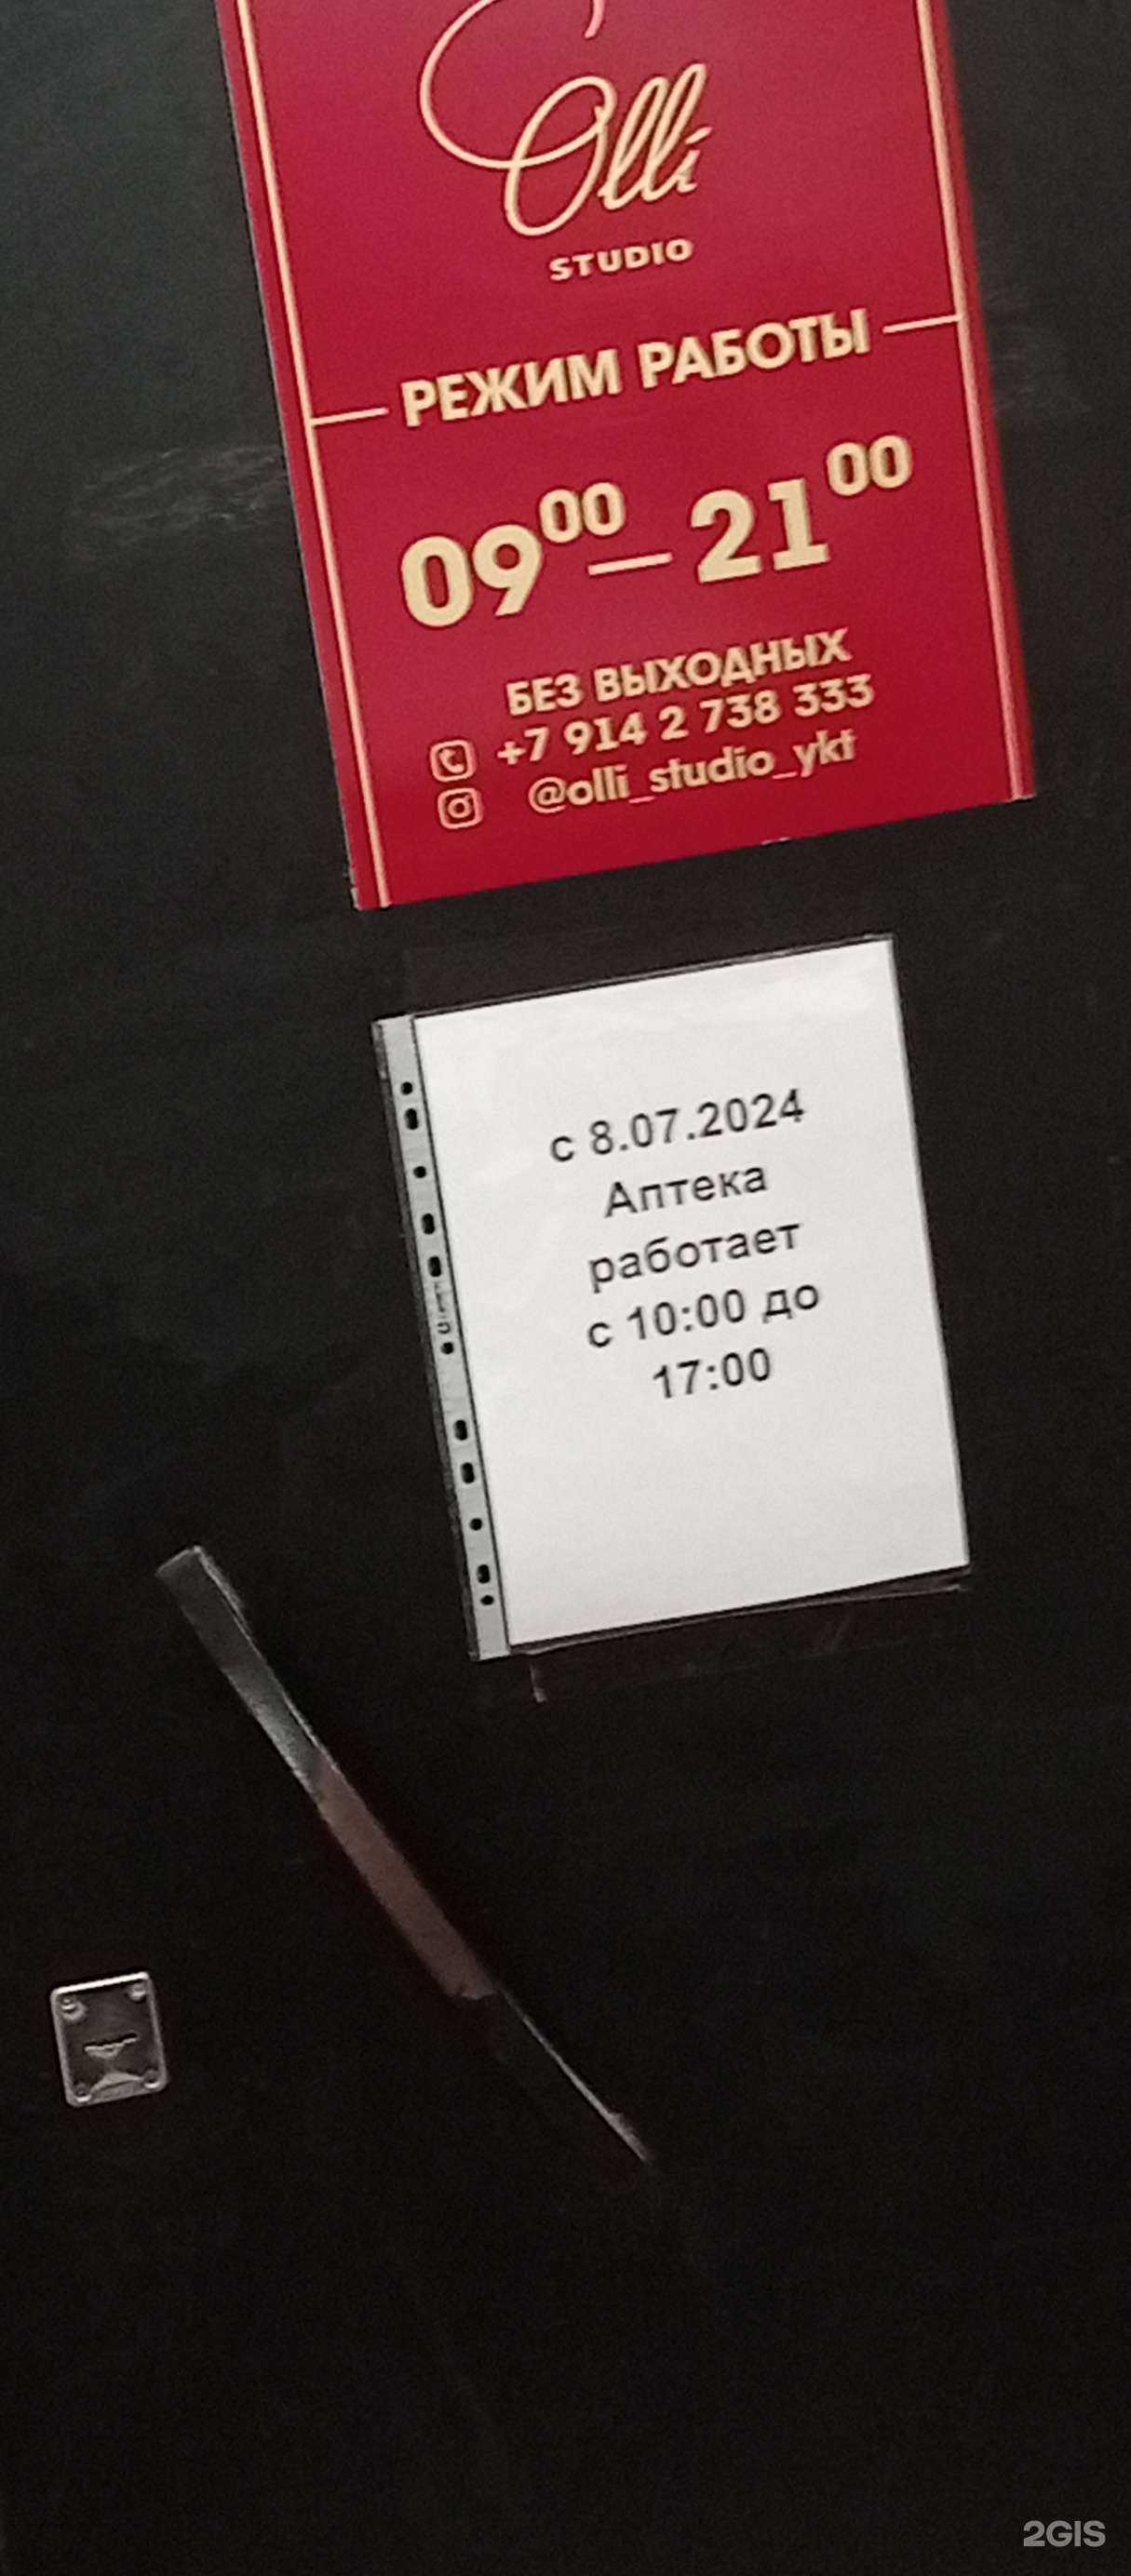 Olli
STUDIO
РЕЖИМ РАБОТЫ
09⁰⁰ — 21⁰⁰
БЕЗ ВЫХОДНЫХ
+7 914 2 738 333
@olli_studio_ykt
с 8.07.2024
Аптека
работает
с 10:00 до
17:00
2GIS